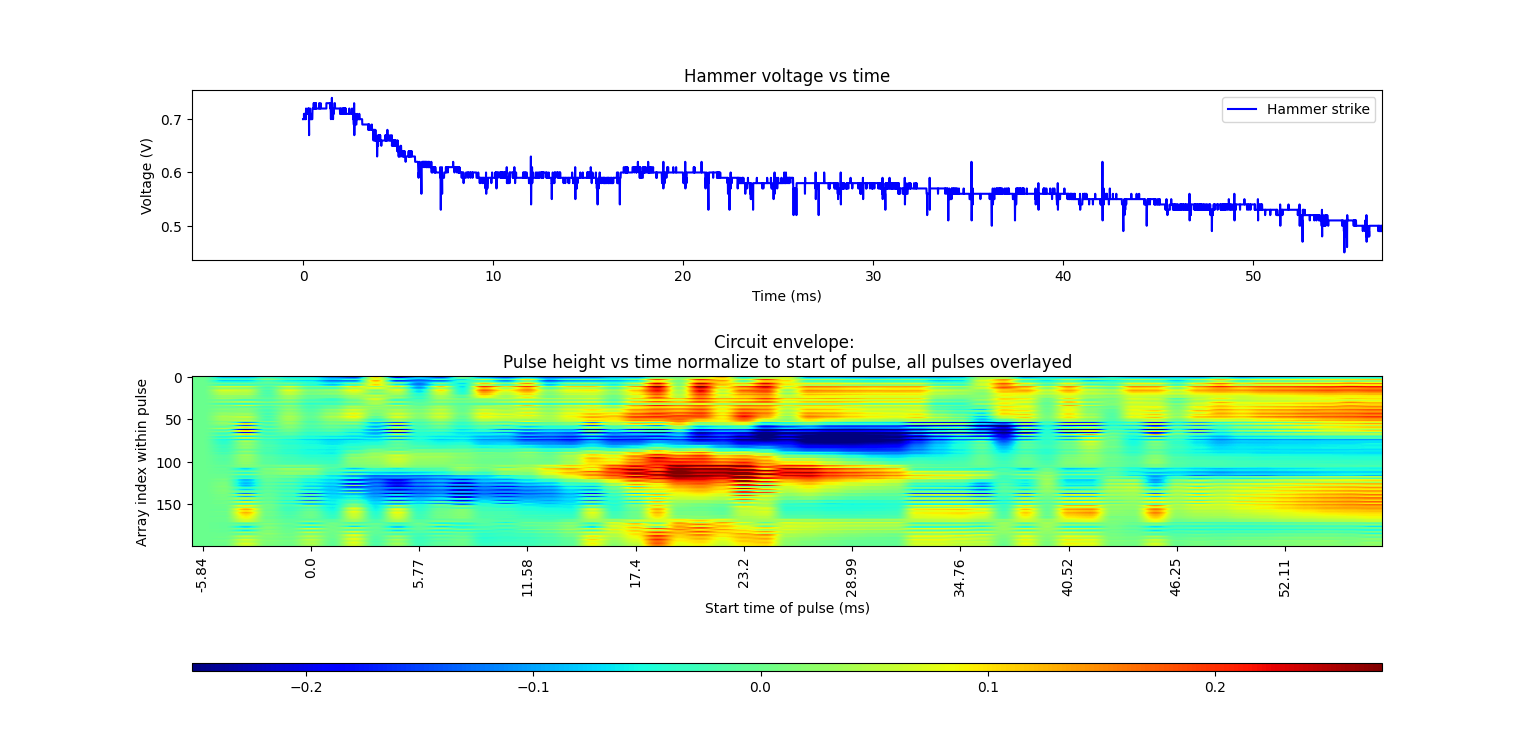 Hammer voltage vs time
Hammer strike
0.7
0.6
0.5
Voltage (V)
0 10 20 30 40 50
Time (ms)
Circuit envelope:
Pulse height vs time normalize to start of pulse, all pulses overlayed
0
50
100
150
Array index within pulse
-5.84 0.0 5.77 11.58 17.4 23.2 28.99 34.76 40.52 46.25 52.11
Start time of pulse (ms)
−0.2 −0.1 0.0 0.1 0.2